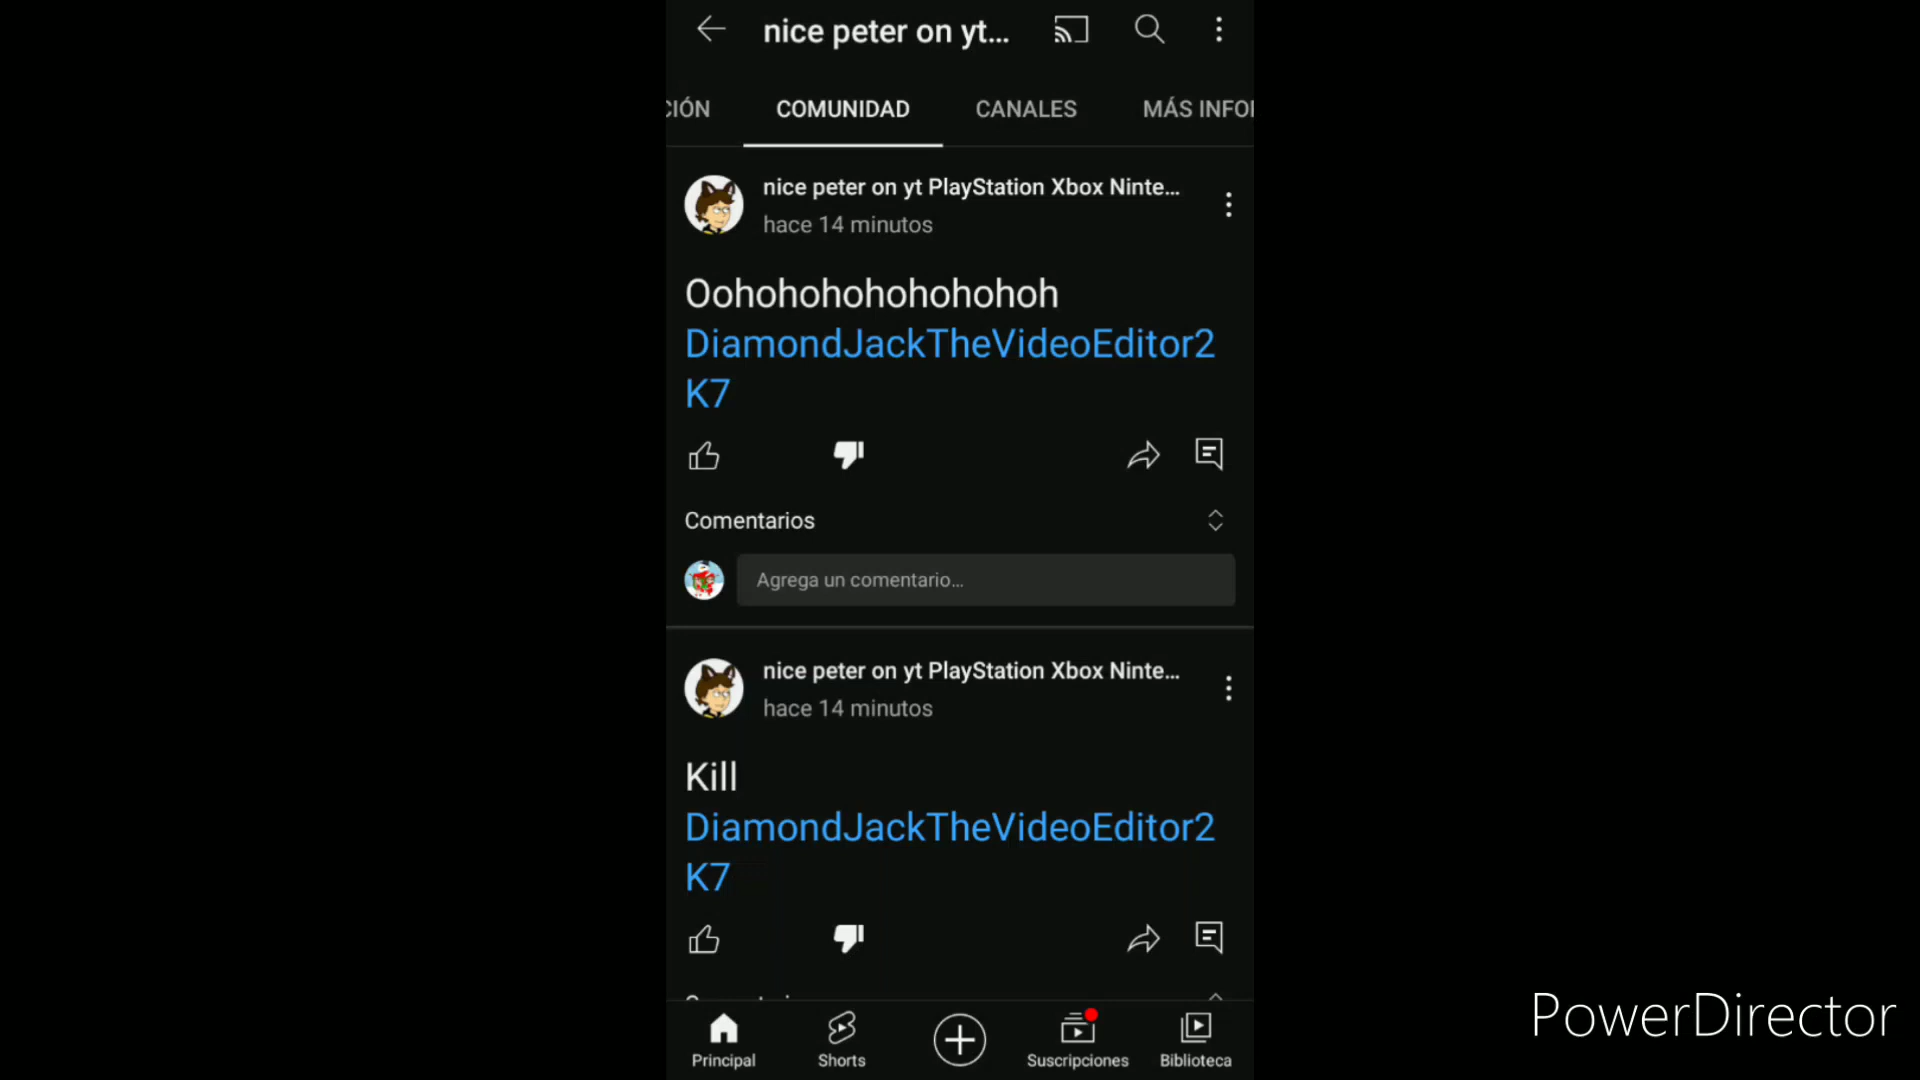 nice peter on yt...
CIÓN COMUNIDAD CANALES MÁS INFO
nice peter on yt PlayStation Xbox Ninte...
hace 14 minutos
Oohohohohohohohoh
DiamondJackTheVideoEditor2
K7
Comentarios
Agrega un comentario...
nice peter on yt PlayStation Xbox Ninte...
hace 14 minutos
Kill
DiamondJackTheVideoEditor2
K7
Principal Shorts Suscripciones Biblioteca
PowerDirector